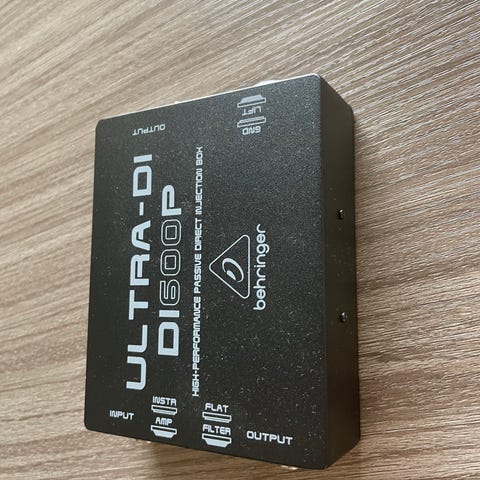 ULTRA-DI
DI600P
HIGH-PERFORMANCE PASSIVE DIRECT INJECTION BOX
behringer
INPUT
INSTR
AMP
FLAT
FILTER
OUTPUT
OUTPUT
LIFT
GND